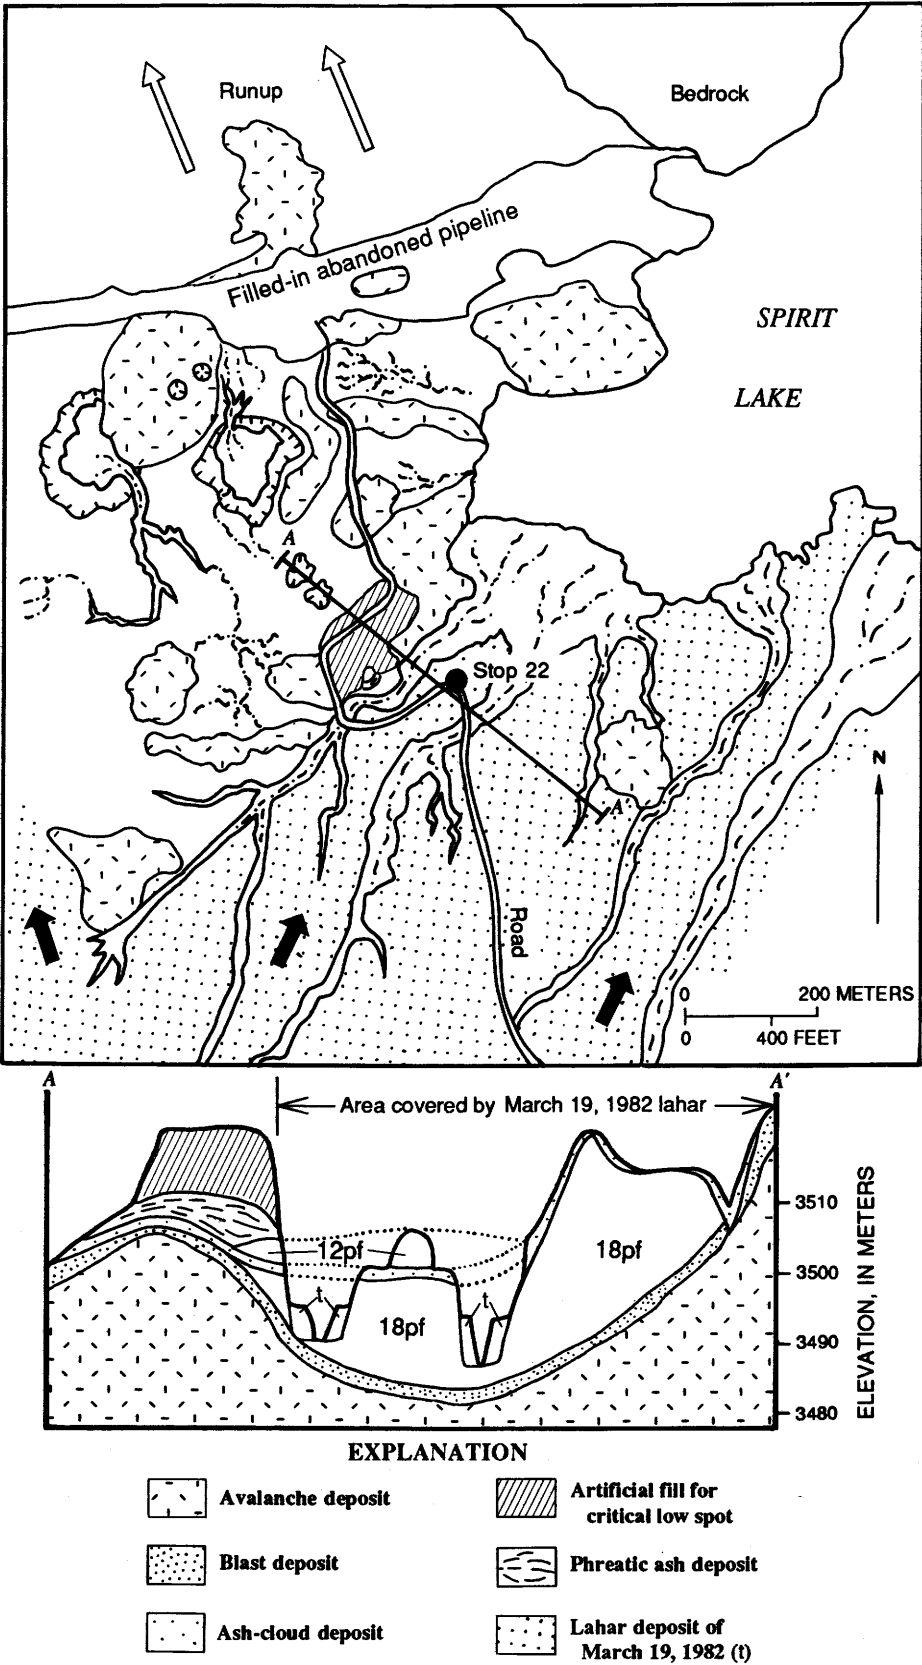 Runup
Bedrock
Filled-in abandoned pipeline
SPIRIT
LAKE
A
Stop 22
N
A'
Road
0 200 METERS
0 400 FEET
A A'
Area covered by March 19, 1982 lahar
3510
12pf
18pf
3500
t t
18pf
3490
3480
ELEVATION, IN METERS
EXPLANATION
Avalanche deposit
Artificial fill for
critical low spot
Blast deposit
Phreatic ash deposit
Ash-cloud deposit
Lahar deposit of
March 19, 1982 (t)